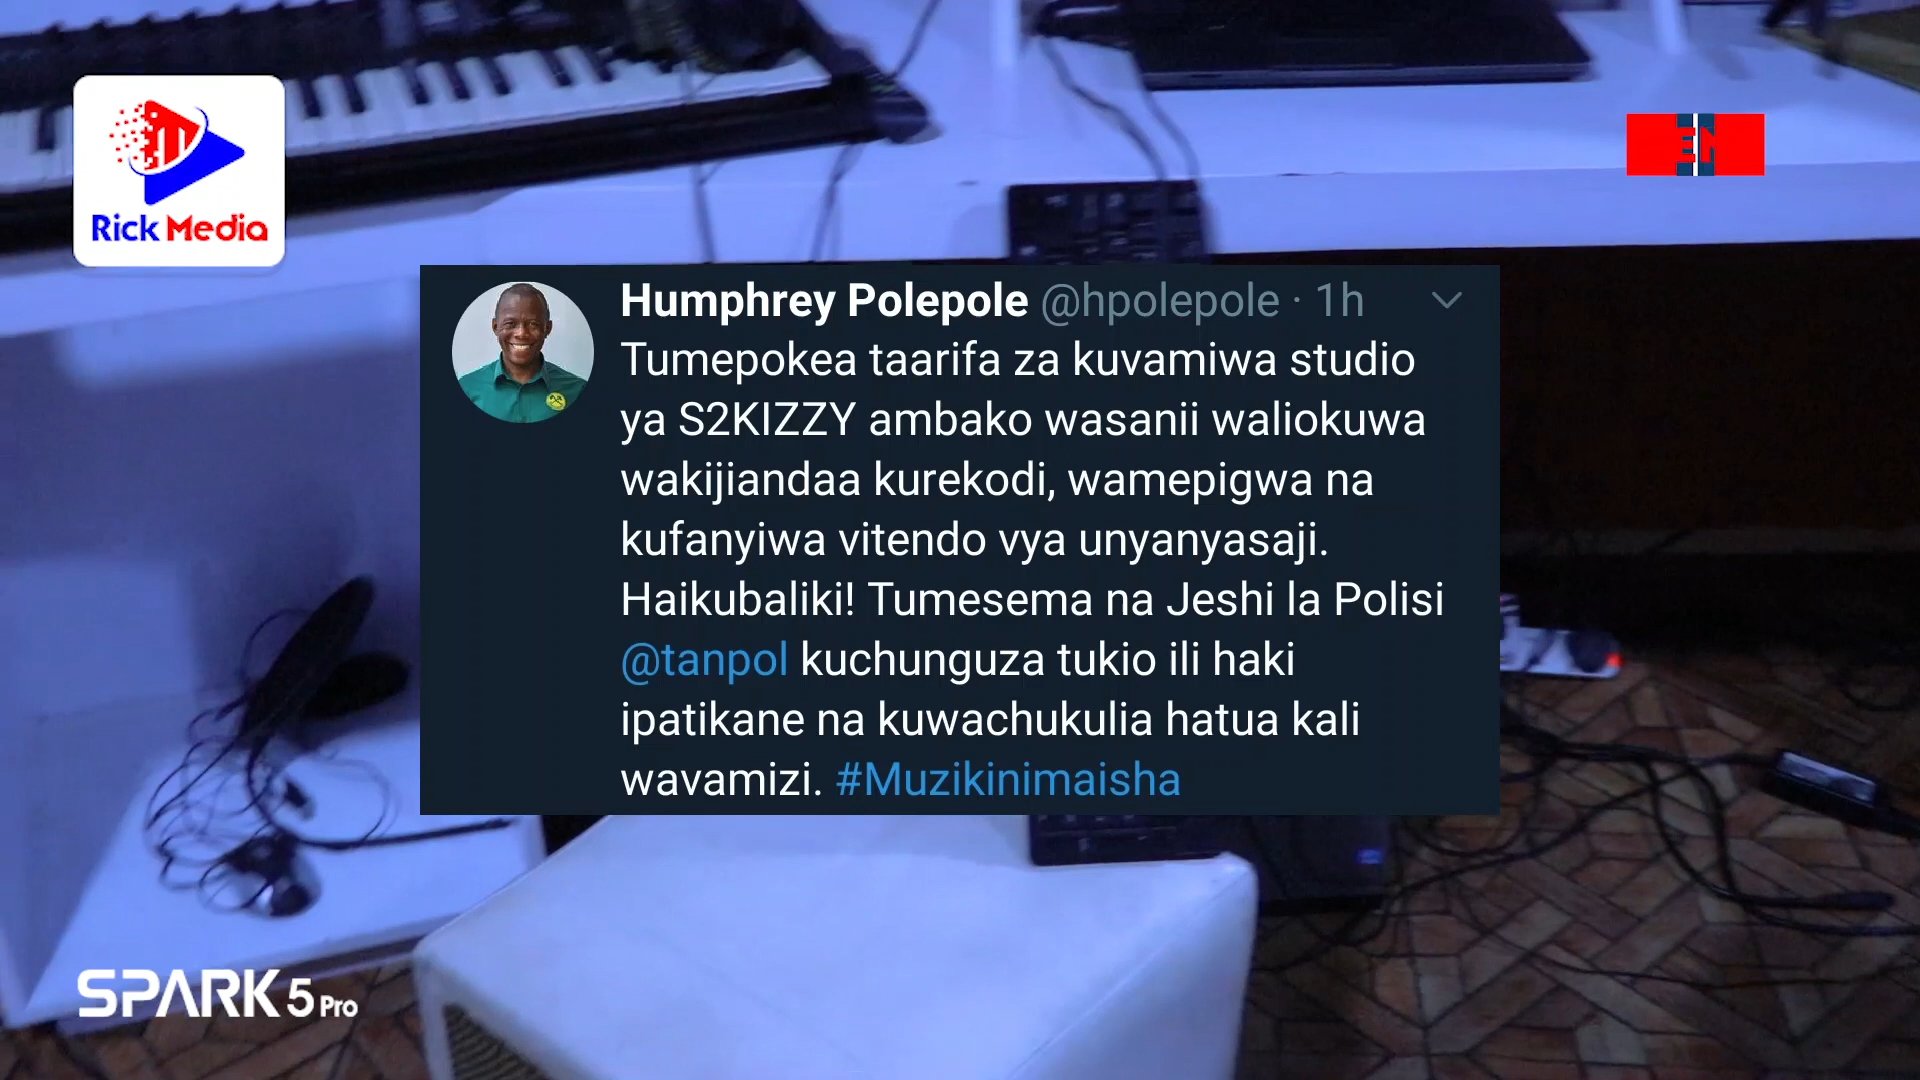 Rick Media
Humphrey Polepole @hpolepole · 1h
Tumepokea taarifa za kuvamiwa studio
ya S2KIZZY ambako wasanii waliokuwa
wakijiandaa kurekodi, wamepigwa na
kufanyiwa vitendo vya unyanyasaji.
Haikubaliki! Tumesema na Jeshi la Polisi
@tanpol kuchunguza tukio ili haki
ipatikane na kuwachukulia hatua kali
wavamizi. #Muzikinimaisha
SPARK 5 Pro